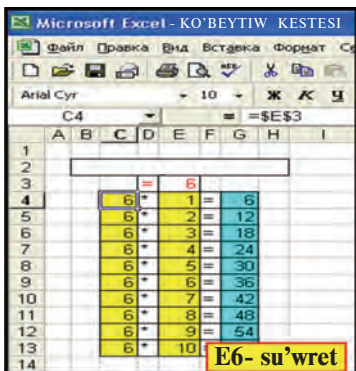 Microsoft Excel - KO'BEYTIW KESTESI
Файл Правка Вид Вставка Формат
Arial Cyr 10 Ж К Ч
C4 = =$E$3
A B C D E F G H I
1
2
3 = 6
4 6 * 1 = 6
5 6 * 2 = 12
6 6 * 3 = 18
7 6 * 4 = 24
8 6 * 5 = 30
9 6 * 6 = 36
10 6 * 7 = 42
11 6 * 8 = 48
12 6 * 9 = 54
13 6 * 10
14
E6- su'wret